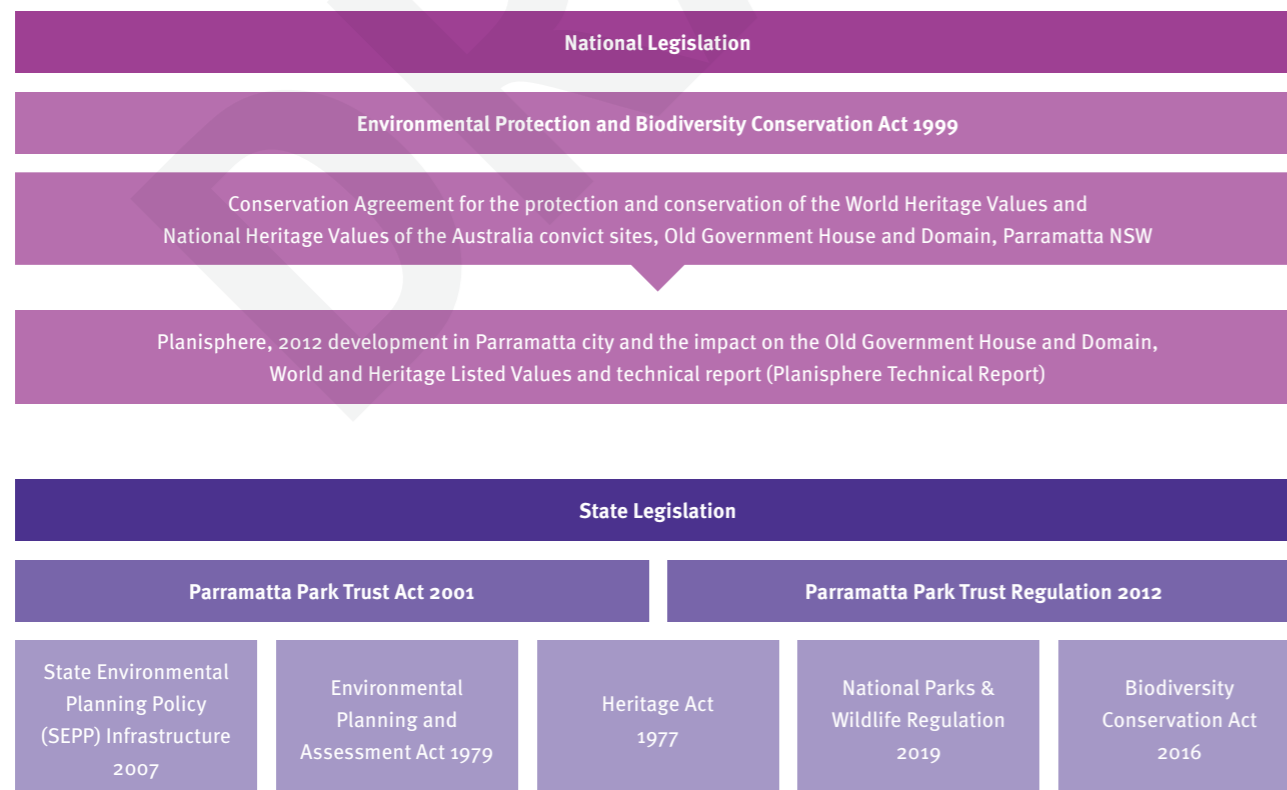 National Legislation
Environmental Protection and Biodiversity Conservation Act 1999
Conservation Agreement for the protection and conservation of the World Heritage Values and
National Heritage Values of the Australia convict sites, Old Government House and Domain, Parramatta NSW
Planisphere, 2012 development in Parramatta city and the impact on the Old Government House and Domain,
World and Heritage Listed Values and technical report (Planisphere Technical Report)
State Legislation
Parramatta Park Trust Act 2001
Parramatta Park Trust Regulation 2012
State Environmental
Planning Policy
(SEPP) Infrastructure
2007
Environmental
Planning and
Assessment Act 1979
Heritage Act
1977
National Parks &
Wildlife Regulation
2019
Biodiversity
Conservation Act
2016